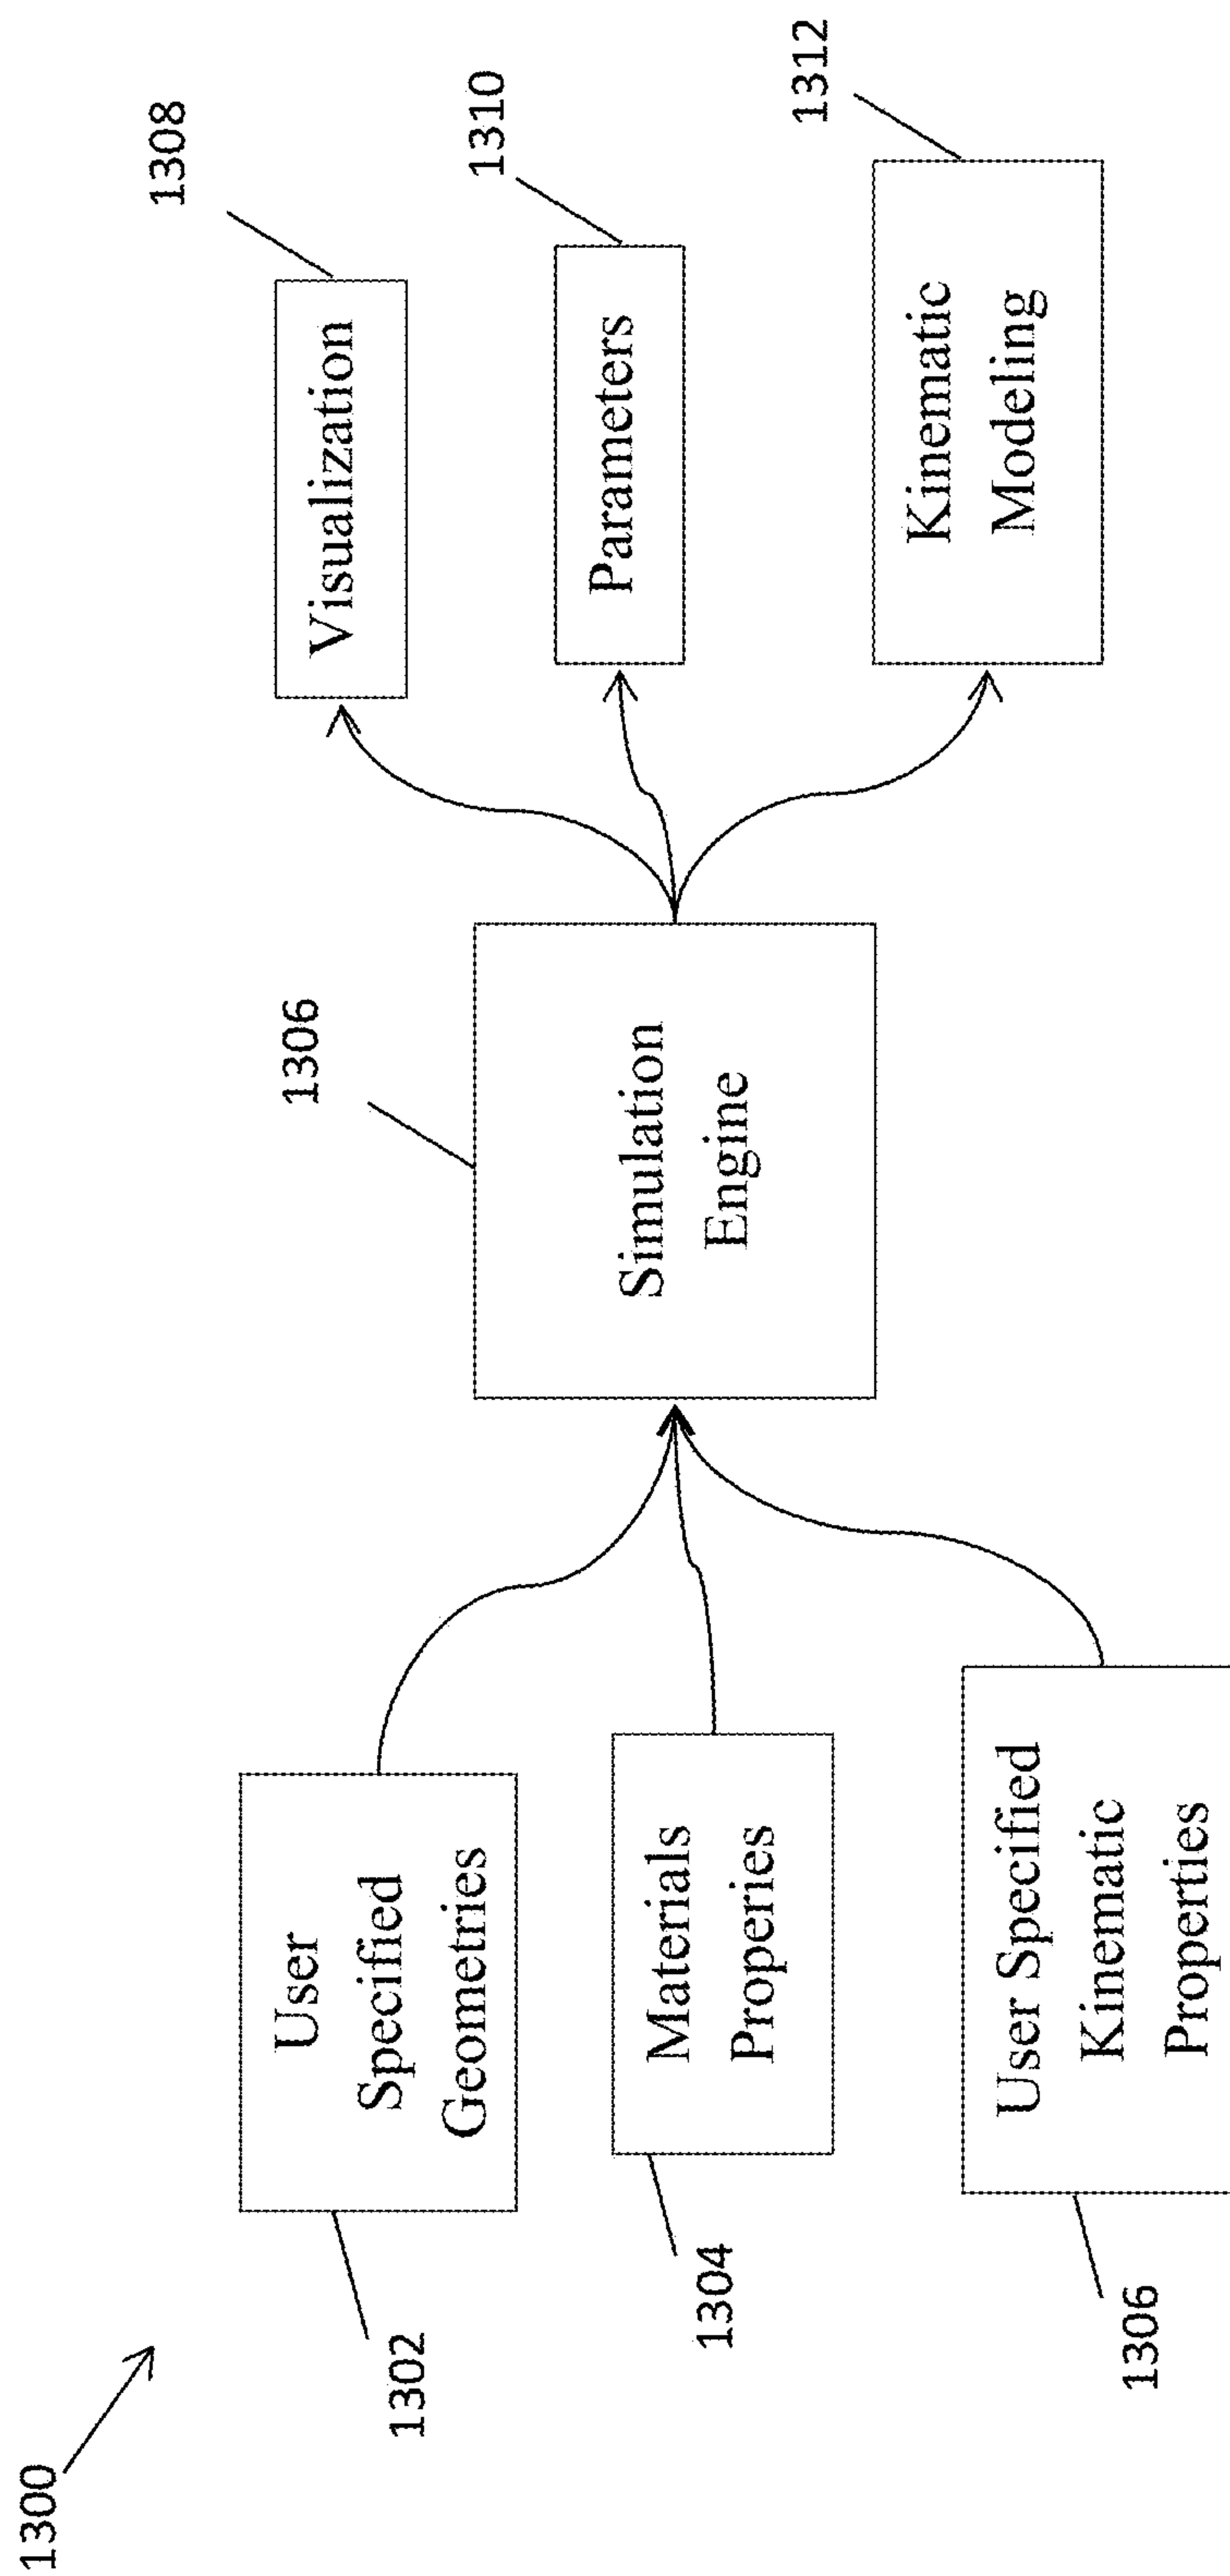 1300
1302
User
Specified
Geometries
1304
Materials
Properies
1306
User Specified
Kinematic
Properties
1306
Simulation
Engine
1308
Visualization
1310
Parameters
1312
Kinematic
Modeling